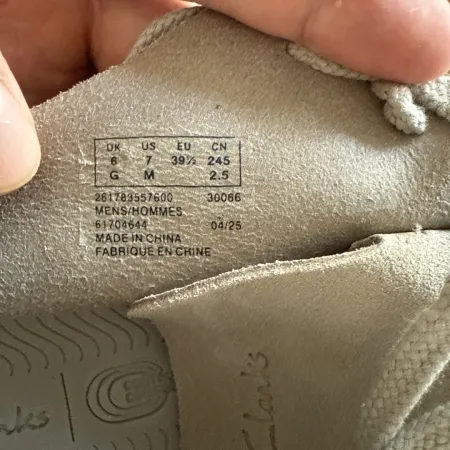 UK US EU CN
6 7 39½ 245
G M 2.5
261783557600 30066
MENS/HOMMES
61704644 04/25
MADE IN CHINA
FABRIQUE EN CHINE
Clarks